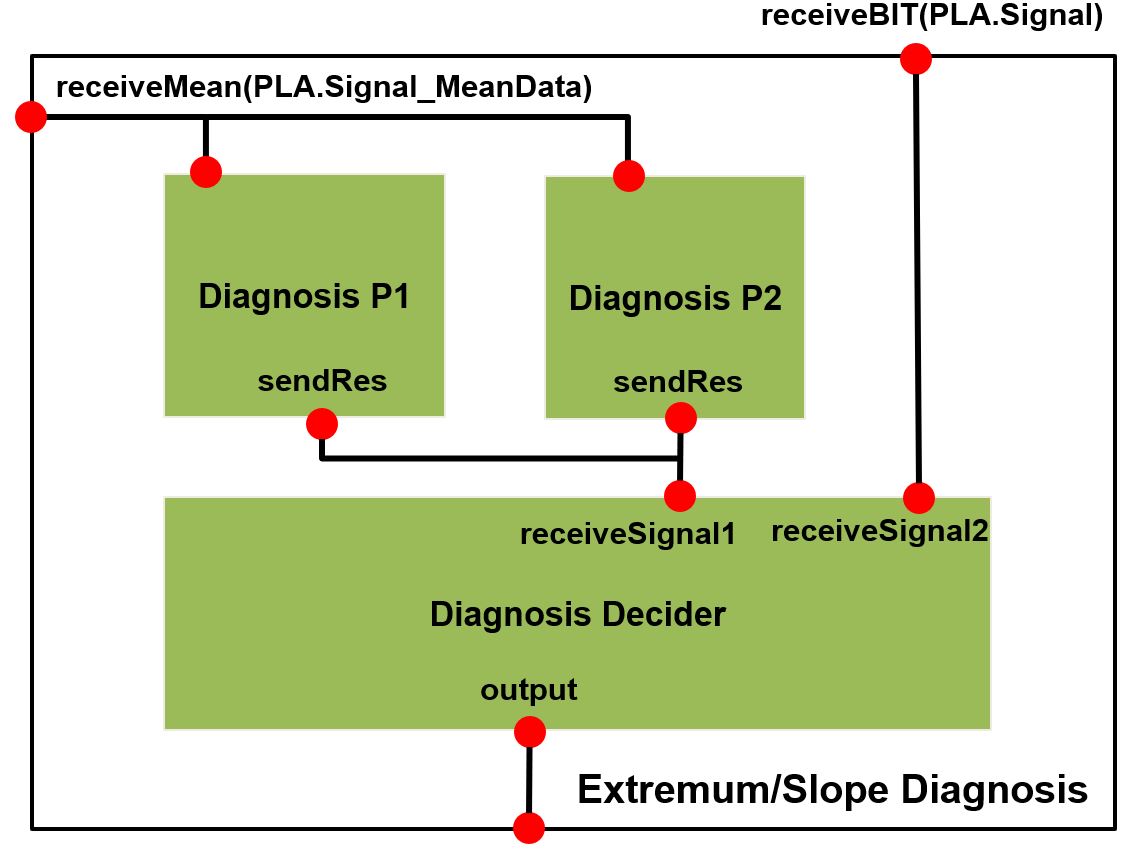 receiveBIT(PLA.Signal)
receiveMean(PLA.Signal_MeanData)
Diagnosis P1
Diagnosis P2
sendRes
sendRes
receiveSignal1
receiveSignal2
Diagnosis Decider
output
Extremum/Slope Diagnosis